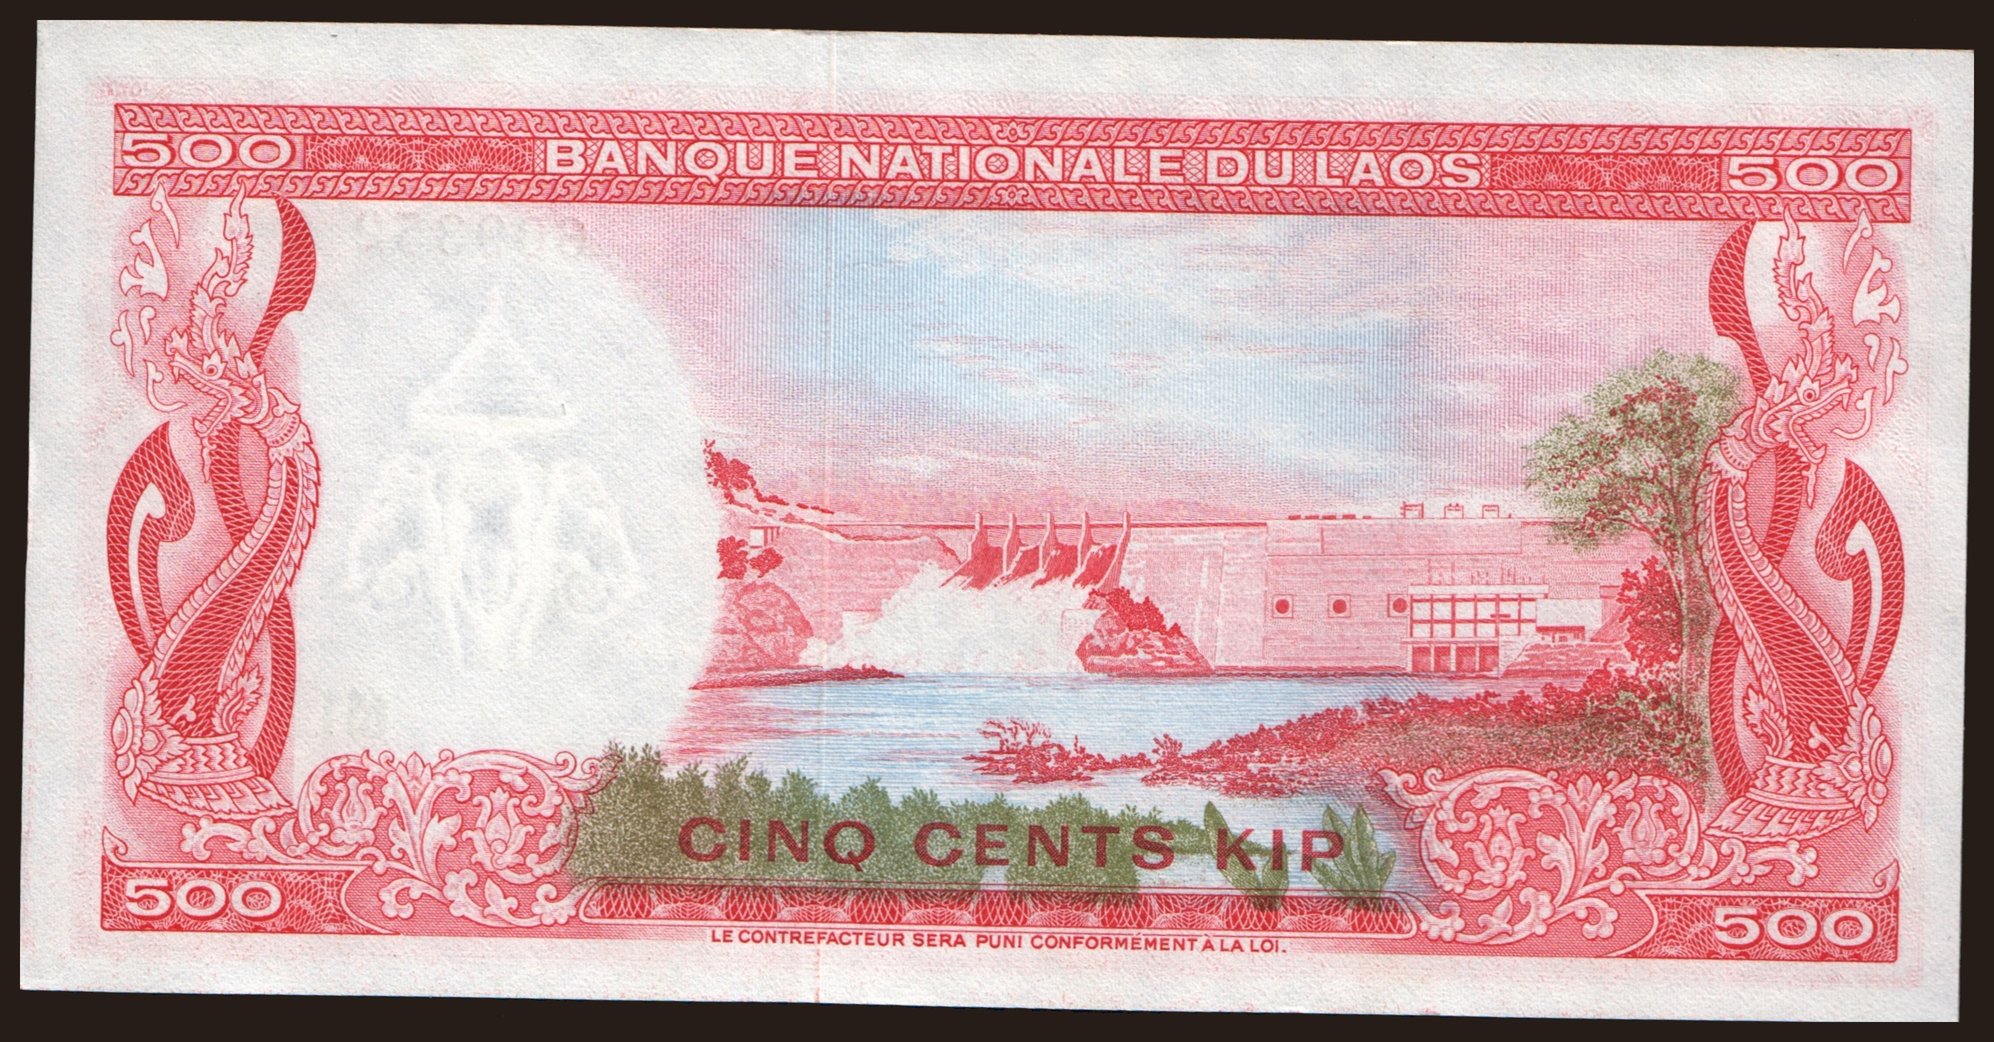 500 BANQUE NATIONALE DU LAOS 500
CINQ CENTS KIP
500 500
LE CONTREFACTEUR SERA PUNI CONFORMÉMENT À LA LOI.